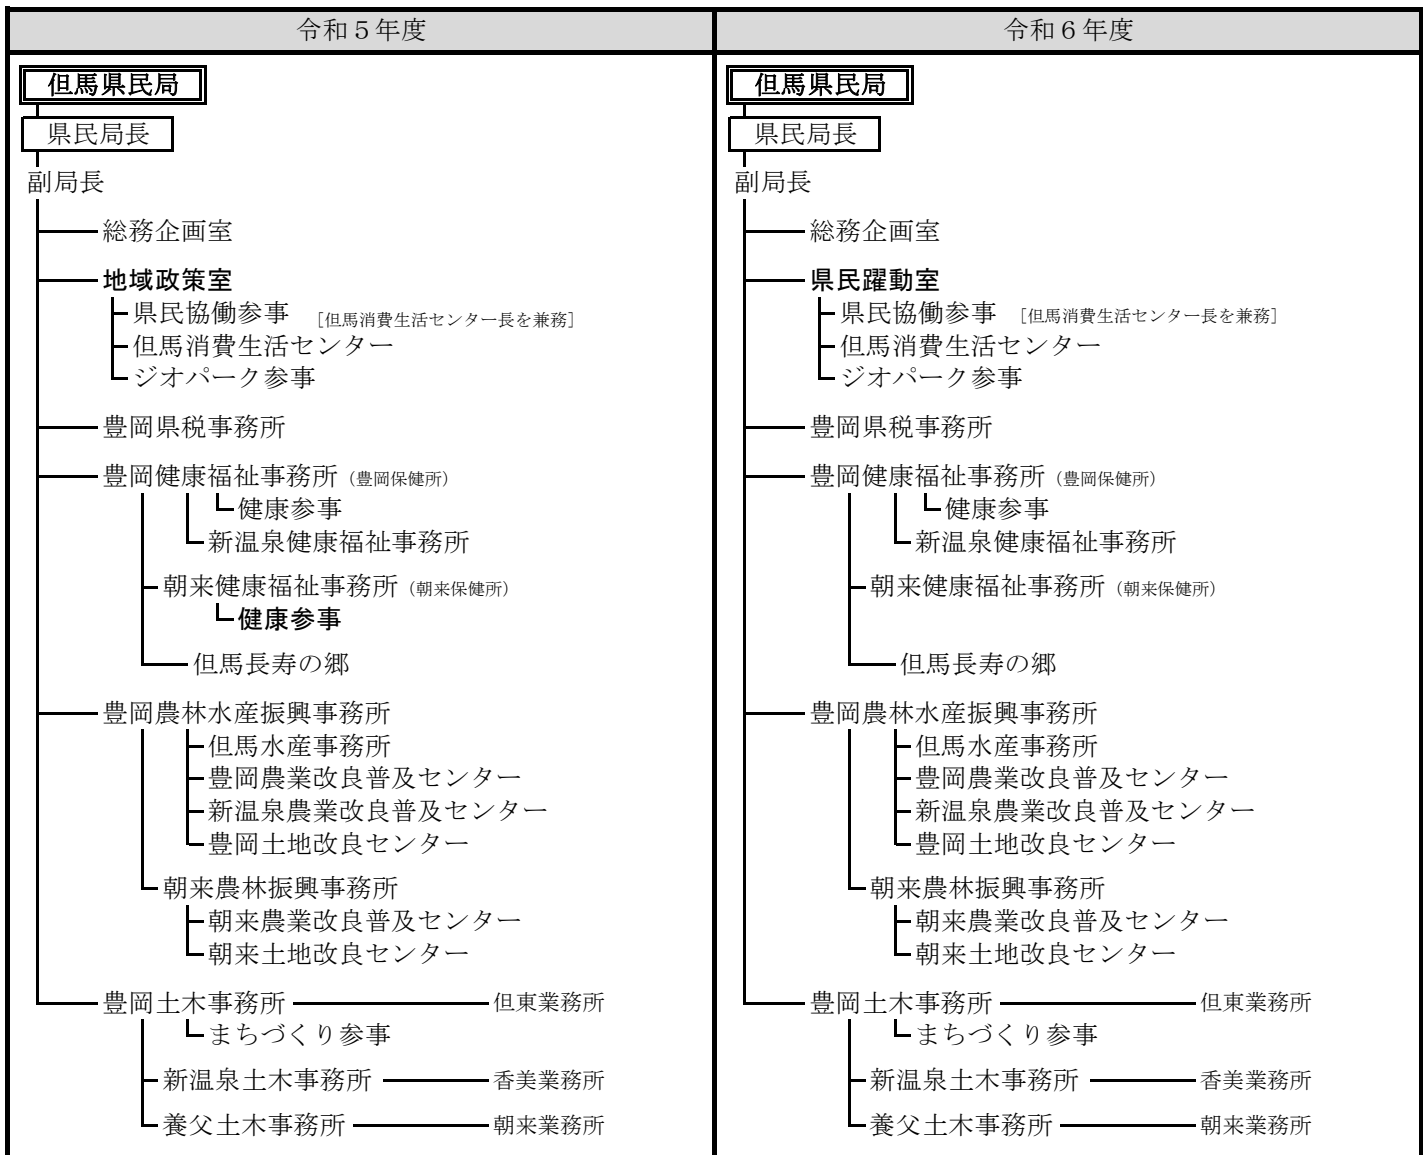 令和５年度
但馬県民局
県民局長
副局長
総務企画室
地域政策室
県民協働参事 [但馬消費生活センター長を兼務]
但馬消費生活センター
ジオパーク参事
豊岡県税事務所
豊岡健康福祉事務所（豊岡保健所）
健康参事
新温泉健康福祉事務所
朝来健康福祉事務所（朝来保健所）
健康参事
但馬長寿の郷
豊岡農林水産振興事務所
但馬水産事務所
豊岡農業改良普及センター
新温泉農業改良普及センター
豊岡土地改良センター
朝来農林振興事務所
朝来農業改良普及センター
朝来土地改良センター
豊岡土木事務所 但東業務所
まちづくり参事
新温泉土木事務所 香美業務所
養父土木事務所 朝来業務所
令和６年度
但馬県民局
県民局長
副局長
総務企画室
県民躍動室
県民協働参事 [但馬消費生活センター長を兼務]
但馬消費生活センター
ジオパーク参事
豊岡県税事務所
豊岡健康福祉事務所（豊岡保健所）
健康参事
新温泉健康福祉事務所
朝来健康福祉事務所（朝来保健所）
但馬長寿の郷
豊岡農林水産振興事務所
但馬水産事務所
豊岡農業改良普及センター
新温泉農業改良普及センター
豊岡土地改良センター
朝来農林振興事務所
朝来農業改良普及センター
朝来土地改良センター
豊岡土木事務所 但東業務所
まちづくり参事
新温泉土木事務所 香美業務所
養父土木事務所 朝来業務所